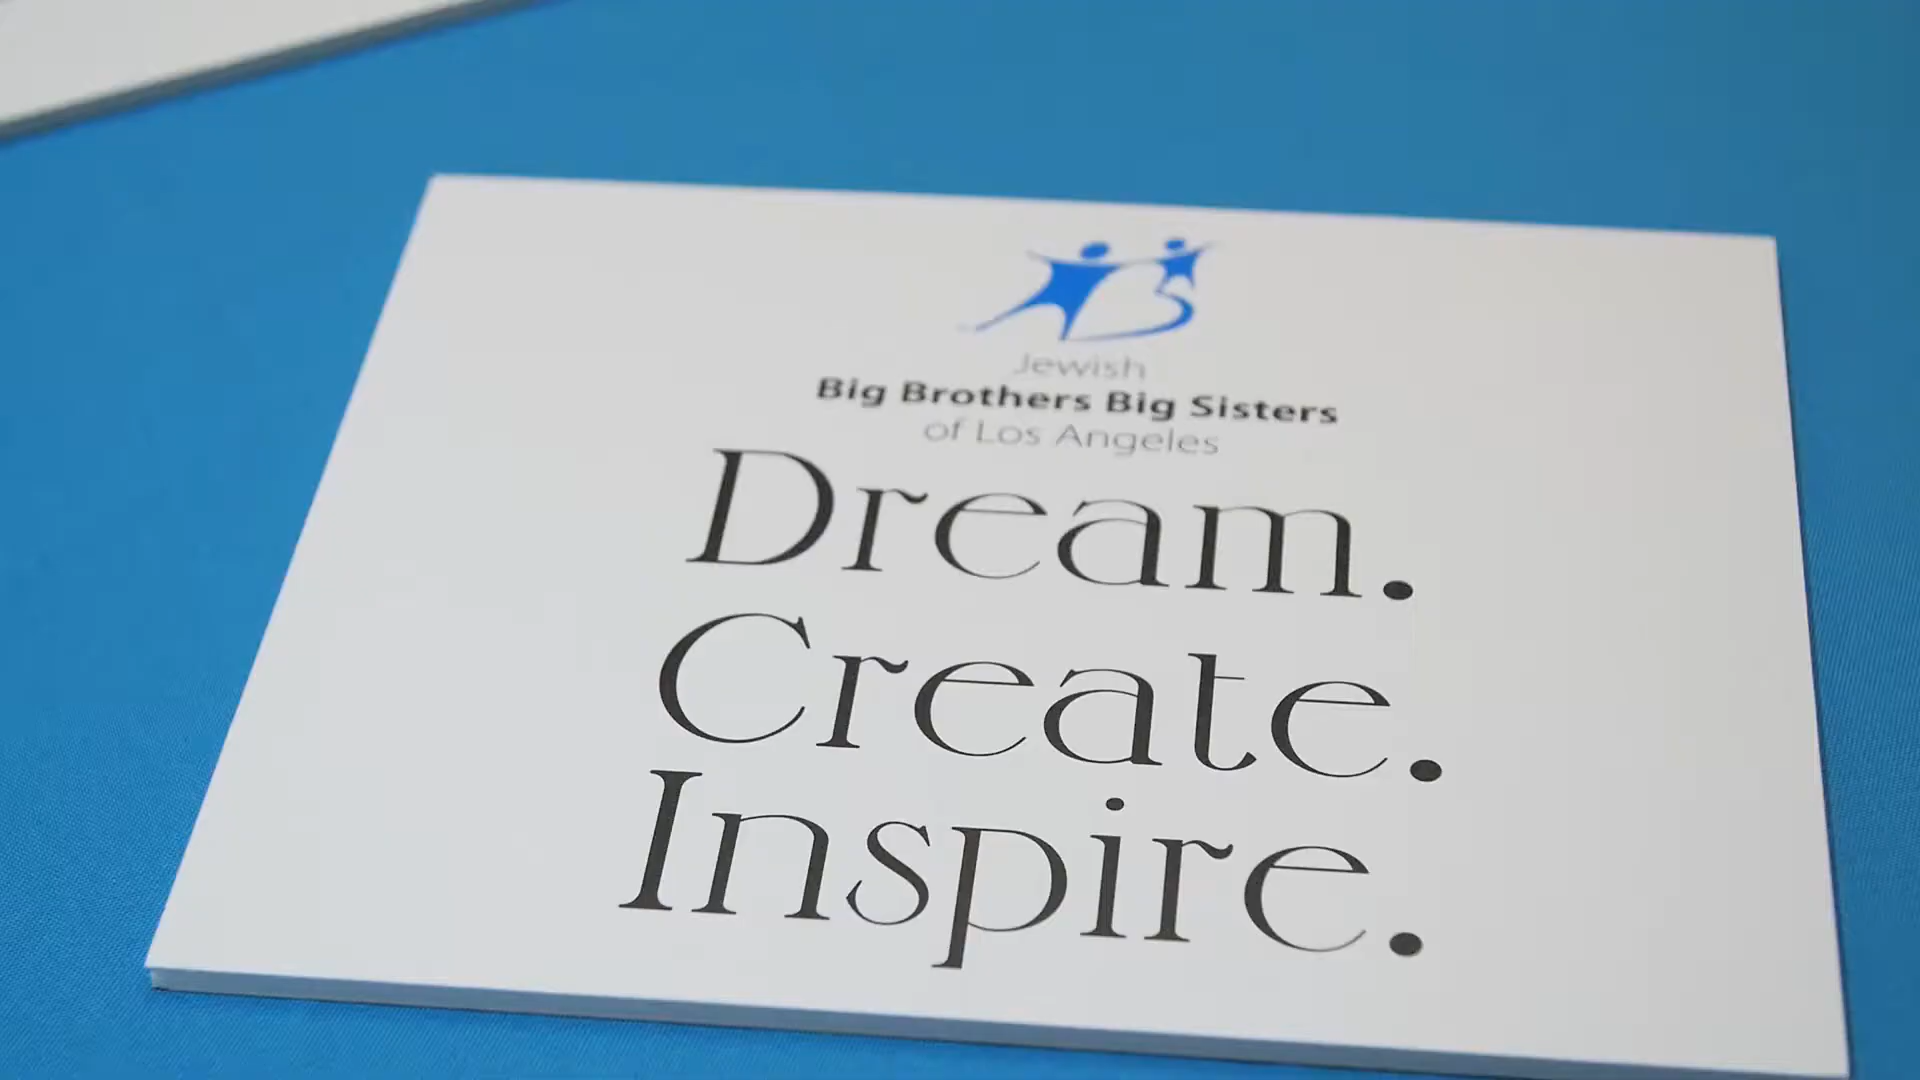 Jewish
Big Brothers Big Sisters
of Los Angeles
Dream.
Create.
Inspire.